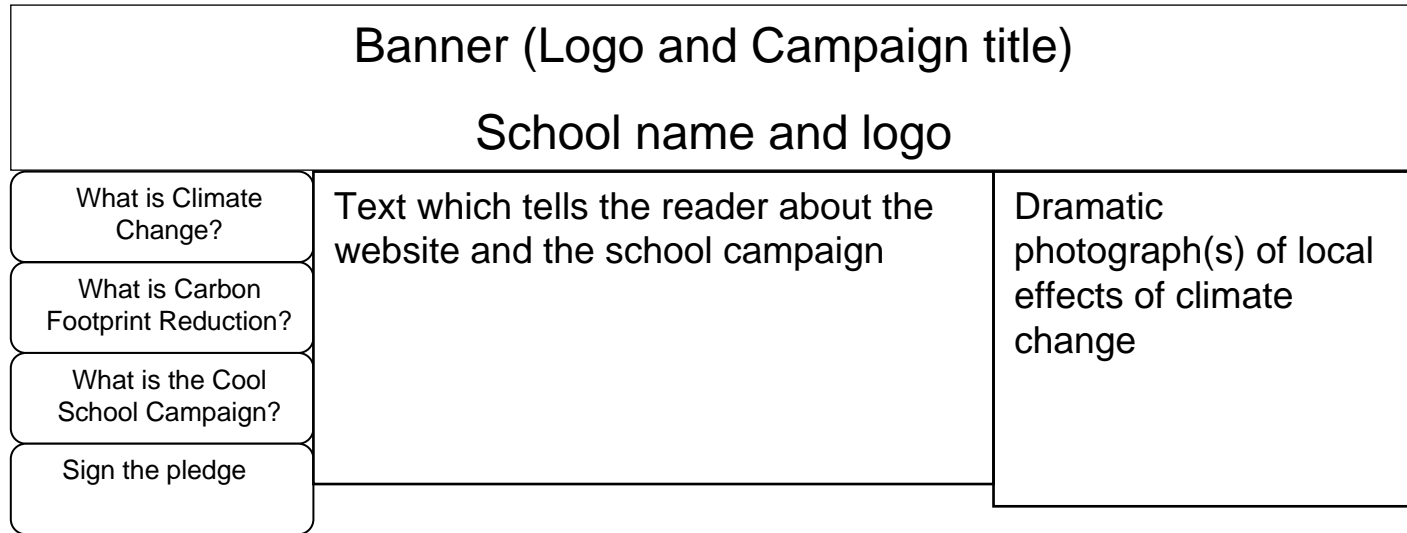 Banner (Logo and Campaign title)
School name and logo
What is Climate
Change?
What is Carbon
Footprint Reduction?
What is the Cool
School Campaign?
Sign the pledge
Text which tells the reader about the
website and the school campaign
Dramatic
photograph(s) of local
effects of climate
change